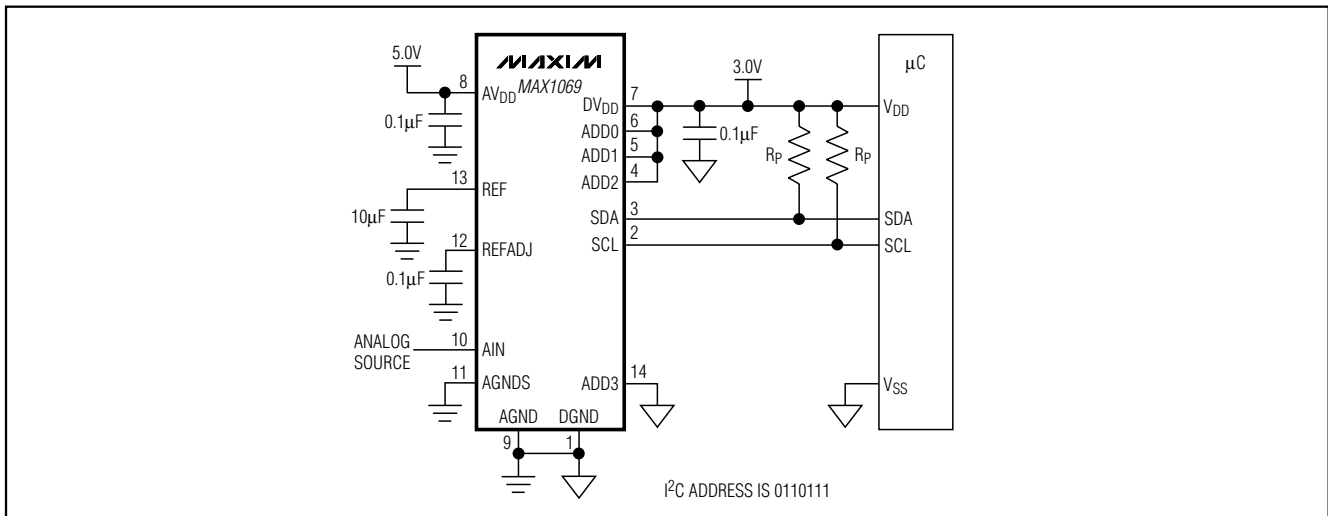 5.0V
8
AVDD
0.1µF
13
REF
10µF
12
REFADJ
0.1µF
ANALOG
SOURCE
10
AIN
11
AGNDS
AGND
9
DGND
1
MAXIM
MAX1069
7
DVDD
6
ADD0
5
ADD1
4
ADD2
3
SDA
2
SCL
14
ADD3
3.0V
0.1µF
RP
RP
µC
VDD
SDA
SCL
VSS
I²C ADDRESS IS 0110111